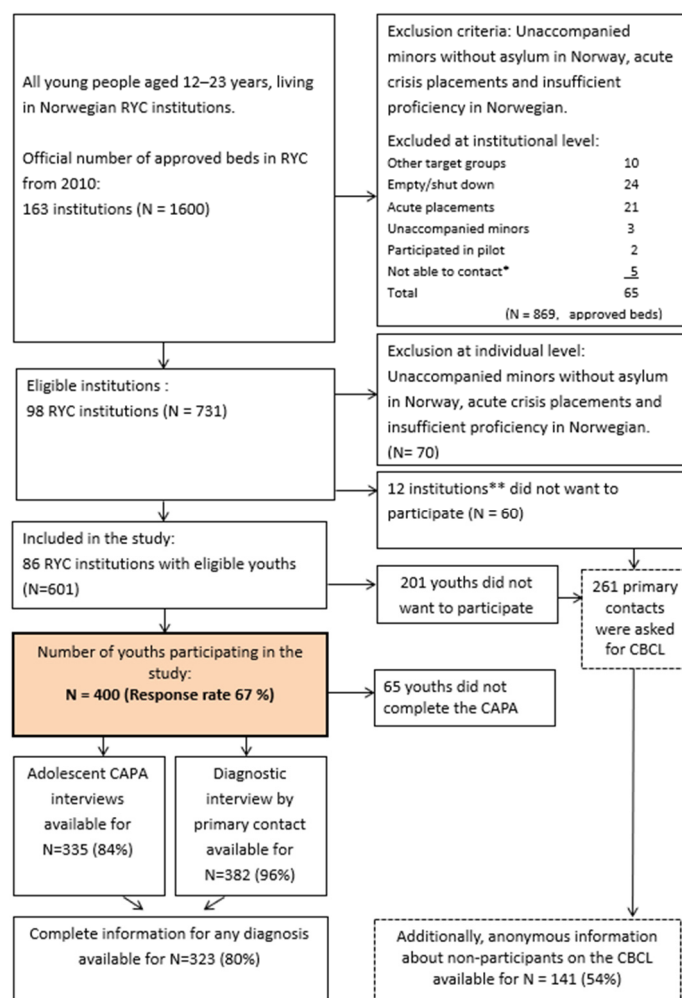 All young people aged 12–23 years, living
in Norwegian RYC institutions.
Official number of approved beds in RYC
from 2010:
163 institutions (N = 1600)
Exclusion criteria: Unaccompanied
minors without asylum in Norway, acute
crisis placements and insufficient
proficiency in Norwegian.
Excluded at institutional level:
Other target groups 10
Empty/shut down 24
Acute placements 21
Unaccompanied minors 3
Participated in pilot 2
Not able to contact* 5
Total 65
(N = 869, approved beds)
Eligible institutions :
98 RYC institutions (N = 731)
Exclusion at individual level:
Unaccompanied minors without asylum
in Norway, acute crisis placements and
insufficient proficiency in Norwegian.
(N= 70)
12 institutions** did not want to
participate (N = 60)
Included in the study:
86 RYC institutions with eligible youths
(N=601)
201 youths did not
want to participate
261 primary
contacts
were asked
for CBCL
Number of youths participating in the
study:
N = 400 (Response rate 67 %)
65 youths did not
complete the CAPA
Adolescent CAPA
interviews
available for
N=335 (84%)
Diagnostic
interview by
primary contact
available for
N=382 (96%)
Complete information for any diagnosis
available for N=323 (80%)
Additionally, anonymous information
about non-participants on the CBCL
available for N = 141 (54%)